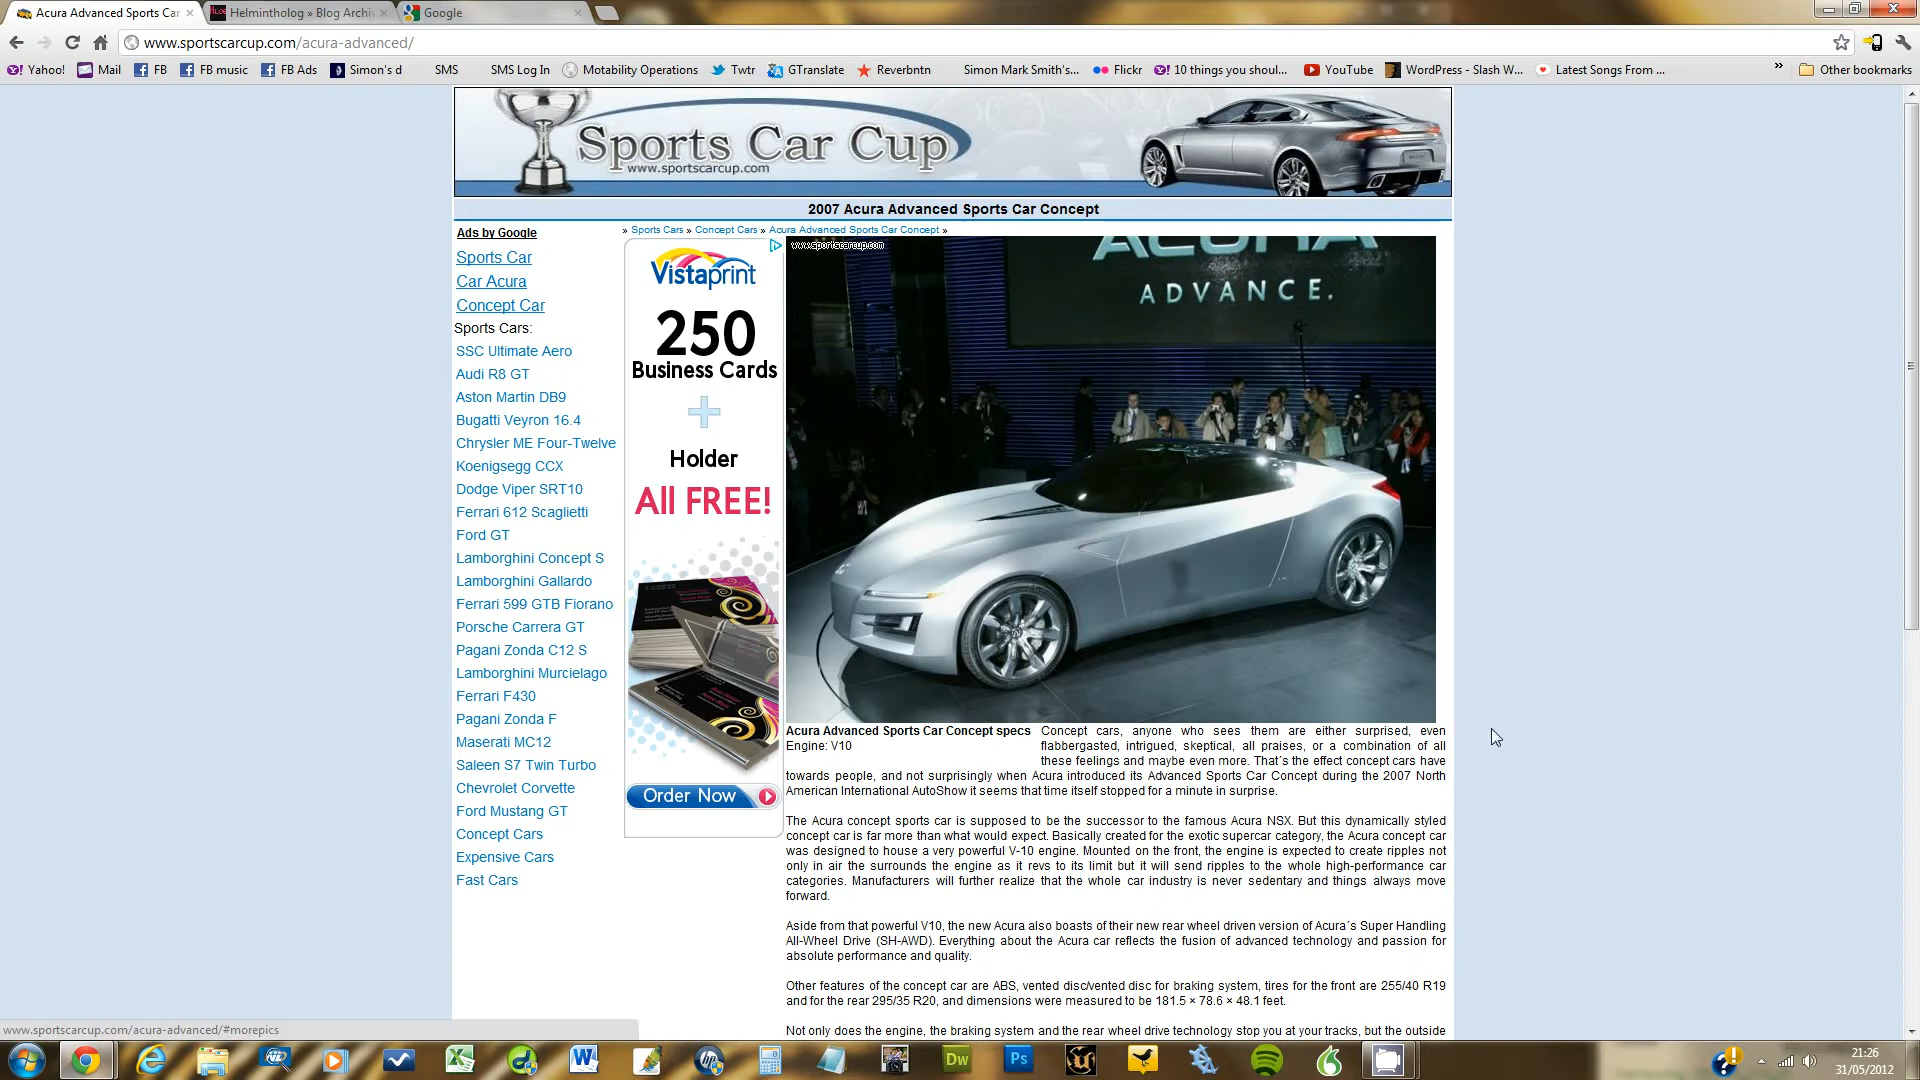 Acura Advanced Sports Car
Helmintholog » Blog Archiv
Google
www.sportscarcup.com/acura-advanced/
Yahoo!
Mail
FB
FB music
FB Ads
Simon's d
SMS
SMS Log In
Motability Operations
Twtr
GTranslate
Reverbntn
Simon Mark Smith's...
Flickr
10 things you shoul...
YouTube
WordPress - Slash W...
Latest Songs From ...
»
Other bookmarks
Sports Car Cup
www.sportscarcup.com
2007 Acura Advanced Sports Car Concept
Ads by Google
Sports Car
Car Acura
Concept Car
Sports Cars:
SSC Ultimate Aero
Audi R8 GT
Aston Martin DB9
Bugatti Veyron 16.4
Chrysler ME Four-Twelve
Koenigsegg CCX
Dodge Viper SRT10
Ferrari 612 Scaglietti
Ford GT
Lamborghini Concept S
Lamborghini Gallardo
Ferrari 599 GTB Fiorano
Porsche Carrera GT
Pagani Zonda C12 S
Lamborghini Murcielago
Ferrari F430
Pagani Zonda F
Maserati MC12
Saleen S7 Twin Turbo
Chevrolet Corvette
Ford Mustang GT
Concept Cars
Expensive Cars
Fast Cars
» Sports Cars » Concept Cars » Acura Advanced Sports Car Concept »
Vistaprint
250
Business Cards
+
Holder
All FREE!
Order Now
www.sportscarcup.com
ACURA
ADVANCE.
Acura Advanced Sports Car Concept specs
Engine: V10
Concept cars, anyone who sees them are either surprised, even
flabbergasted, intrigued, skeptical, all praises, or a combination of all
these feelings and maybe even more. That´s the effect concept cars have
towards people, and not surprisingly when Acura introduced its Advanced Sports Car Concept during the 2007 North
American International AutoShow it seems that time itself stopped for a minute in surprise.
The Acura concept sports car is supposed to be the successor to the famous Acura NSX. But this dynamically styled
concept car is far more than what would expect. Basically created for the exotic supercar category, the Acura concept car
was designed to house a very powerful V-10 engine. Mounted on the front, the engine is expected to create ripples not
only in air the surrounds the engine as it revs to its limit but it will send ripples to the whole high-performance car
categories. Manufacturers will further realize that the whole car industry is never sedentary and things always move
forward.
Aside from that powerful V10, the new Acura also boasts of their new rear wheel driven version of Acura´s Super Handling
All-Wheel Drive (SH-AWD). Everything about the Acura car reflects the fusion of advanced technology and passion for
absolute performance and quality.
Other features of the concept car are ABS, vented disc/vented disc for braking system, tires for the front are 255/40 R19
and for the rear 295/35 R20, and dimensions were measured to be 181.5 × 78.6 × 48.1 feet.
Not only does the engine, the braking system and the rear wheel drive technology stop you at your tracks, but the outside
www.sportscarcup.com/acura-advanced/#morepics
hp
Dw
Ps
21:26
31/05/2012